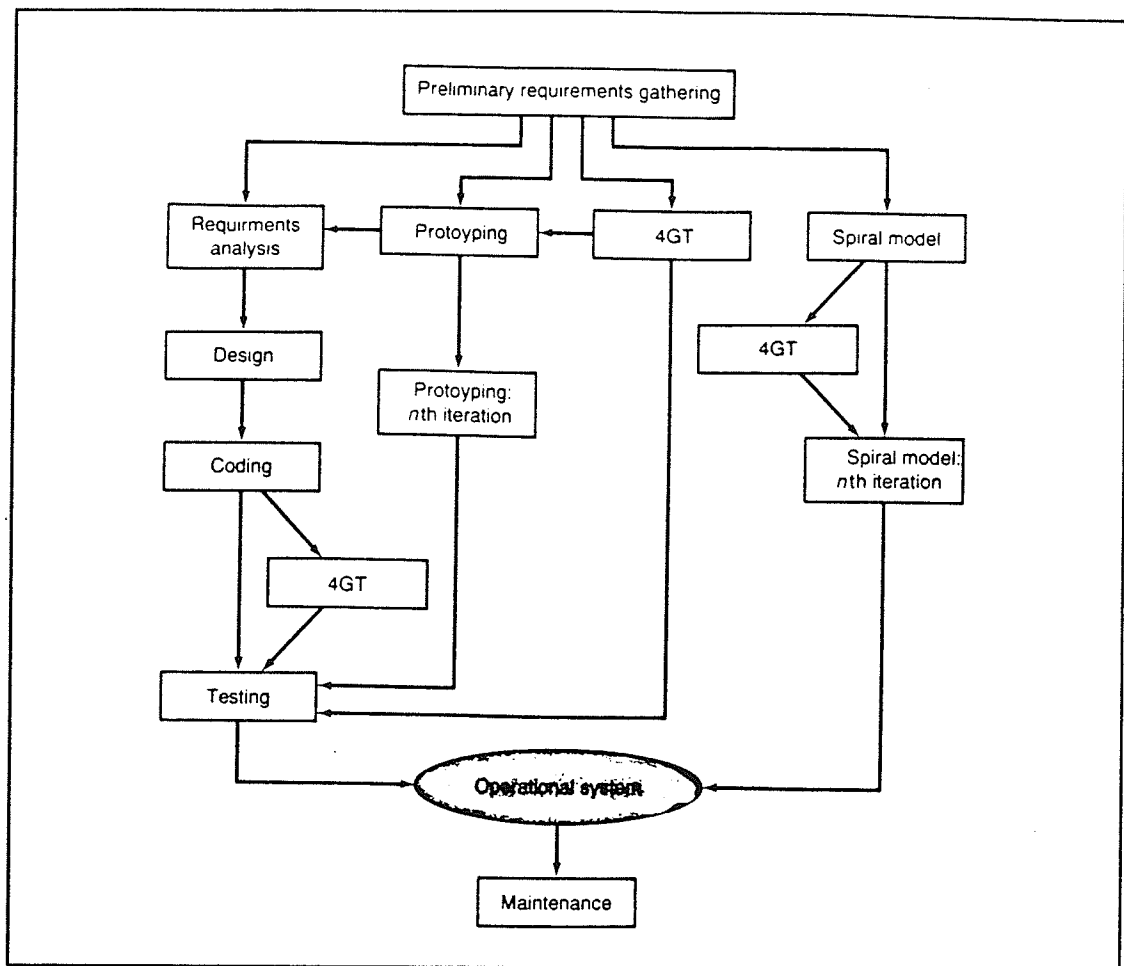 Preliminary requirements gathering
Requirments
analysis
Protoyping
4GT
Spiral model
Design
4GT
Protoyping:
nth iteration
Coding
Spiral model:
nth iteration
4GT
Testing
Operational system
Maintenance